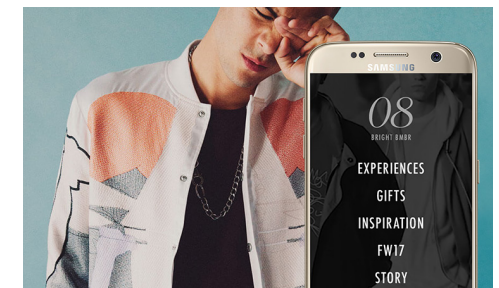 SAMSUNG
08
BRIGHT BMBR
EXPERIENCES
GIFTS
INSPIRATION
FW17
STORY